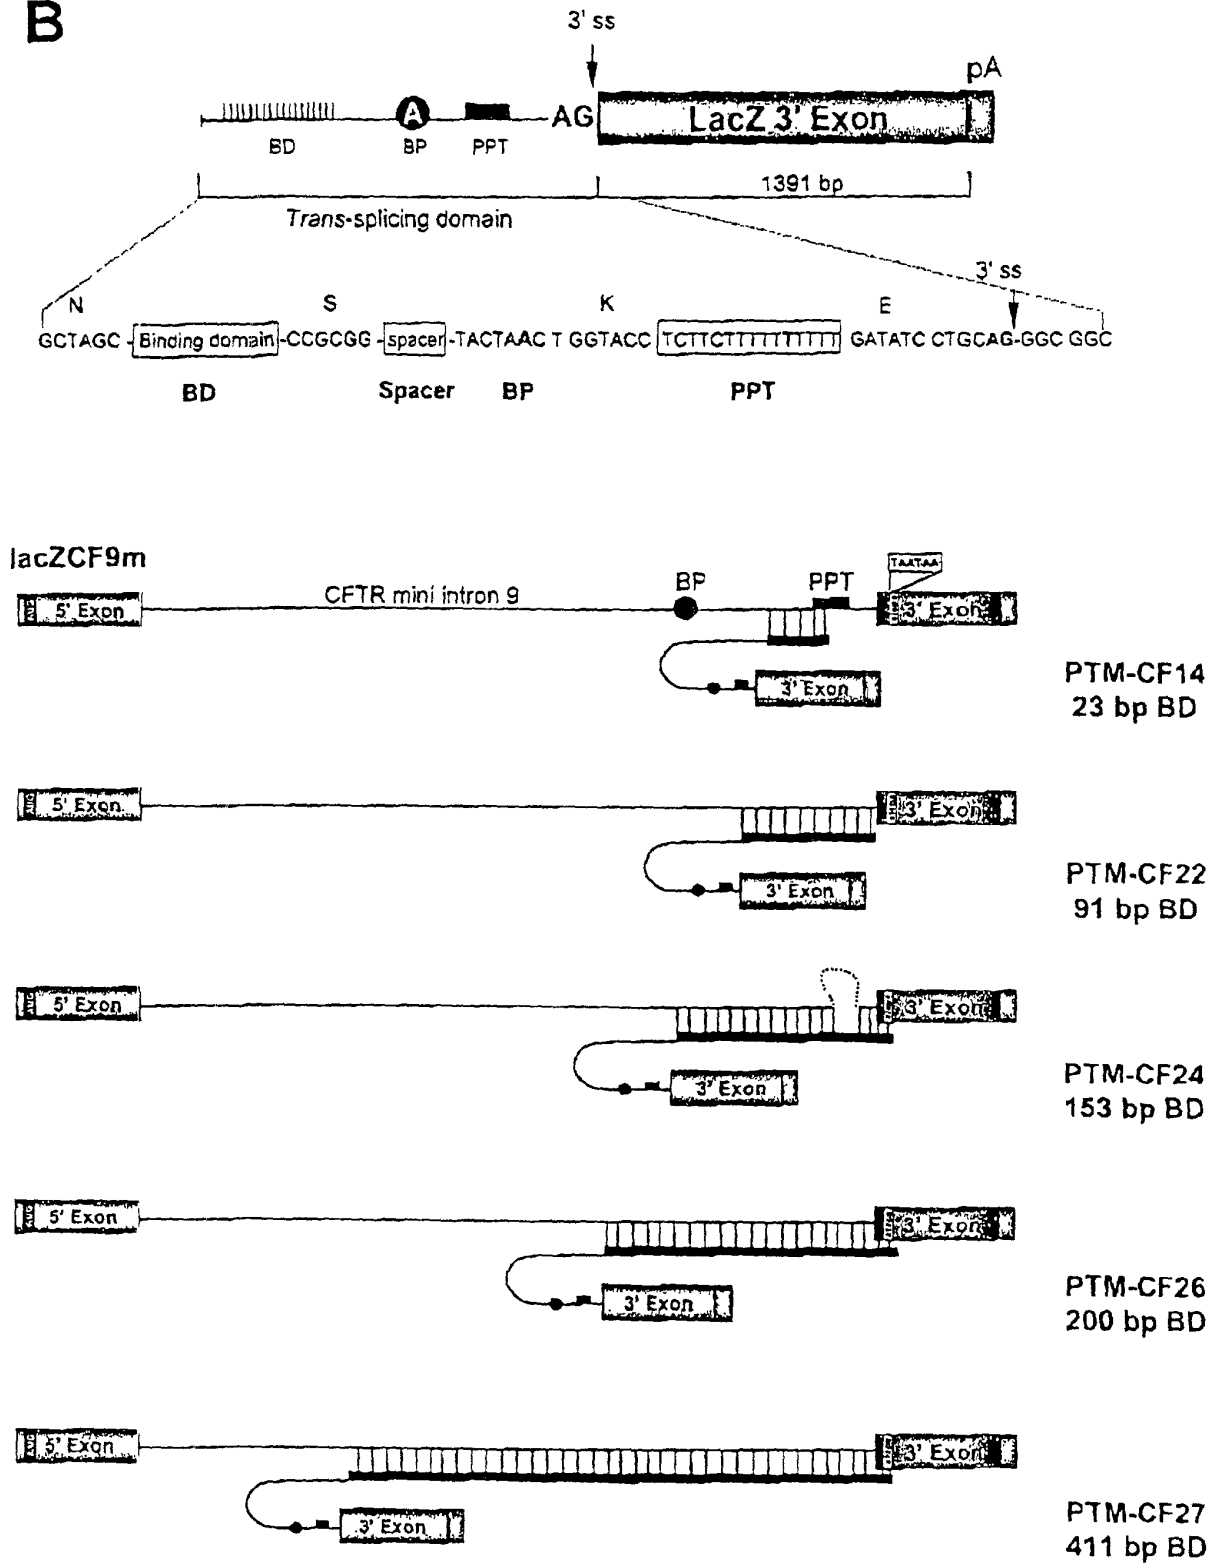 B
3' ss
pA
A
AG
LacZ 3' Exon
BD
BP
PPT
1391 bp
Trans-splicing domain
3' ss
N
S
K
E
GCTAGC - Binding domain -CCGCGG - spacer -TACTAAC T GGTACC TCTTCTTTTTTTTTT GATATC CTGCAG-GGC GGC
BD
Spacer
BP
PPT
lacZCF9m
TAATAA
BP
PPT
5' Exon
CFTR mini intron 9
3' Exon
3' Exon
PTM-CF14
23 bp BD
5' Exon
3' Exon
3' Exon
PTM-CF22
91 bp BD
5' Exon
3' Exon
3' Exon
PTM-CF24
153 bp BD
5' Exon
3' Exon
3' Exon
PTM-CF26
200 bp BD
5' Exon
3' Exon
3' Exon
PTM-CF27
411 bp BD